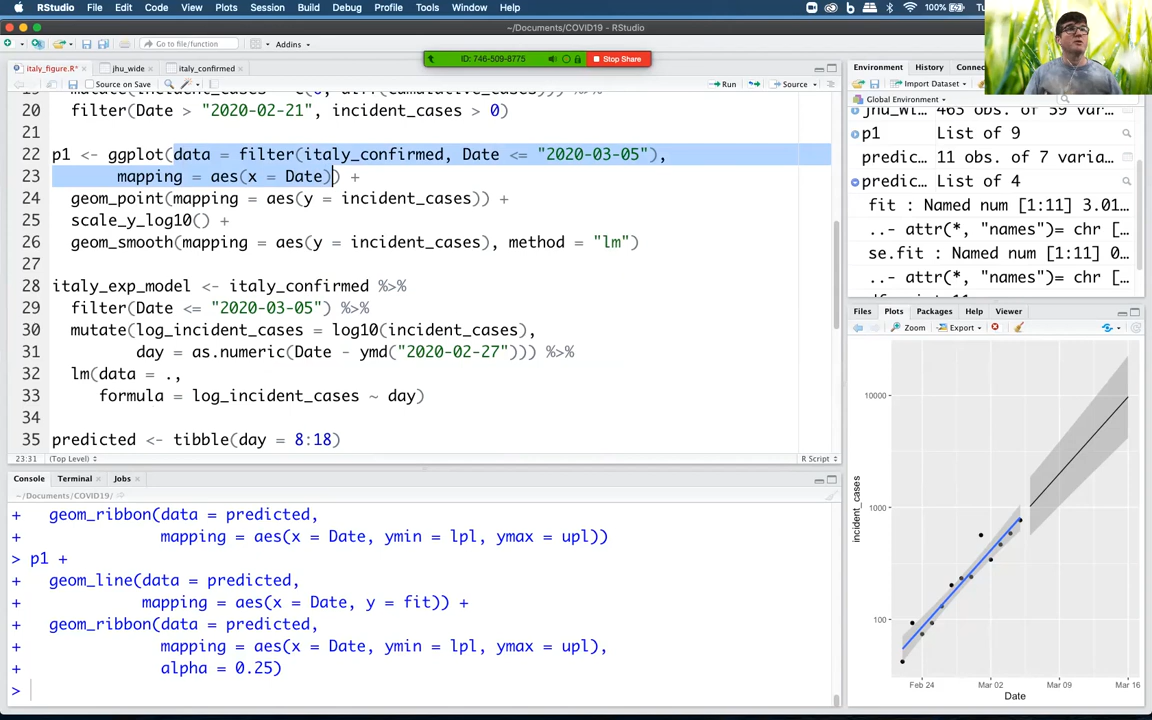 RStudio File Edit Code View Plots Session Build Debug Profile Tools Window Help
100%
~/Documents/COVID19/ - RStudio
Go to file/function
Addins
ID: 746-509-8775
Stop Share
italy_figure.R*
jhu_wide
italy_confirmed
Source on Save
Run
Source
20 filter(Date > "2020-02-21", incident_cases > 0)
21
22 p1 <- ggplot(data = filter(italy_confirmed, Date <= "2020-03-05"),
23 mapping = aes(x = Date)) +
24 geom_point(mapping = aes(y = incident_cases)) +
25 scale_y_log10() +
26 geom_smooth(mapping = aes(y = incident_cases), method = "lm")
27
28 italy_exp_model <- italy_confirmed %>%
29 filter(Date <= "2020-03-05") %>%
30 mutate(log_incident_cases = log10(incident_cases),
31 day = as.numeric(Date - ymd("2020-02-27"))) %>%
32 lm(data = .,
33 formula = log_incident_cases ~ day)
34
35 predicted <- tibble(day = 8:18)
23:31 (Top Level)
R Script
Console Terminal Jobs
~/Documents/COVID19/
+ geom_ribbon(data = predicted,
+ mapping = aes(x = Date, ymin = lpl, ymax = upl))
> p1 +
+ geom_line(data = predicted,
+ mapping = aes(x = Date, y = fit)) +
+ geom_ribbon(data = predicted,
+ mapping = aes(x = Date, ymin = lpl, ymax = upl),
+ alpha = 0.25)
>
Environment History
Import Dataset
Global Environment
p1 List of 9
predic… 11 obs. of 7 varia…
predic… List of 4
fit : Named num [1:11] 3.01…
..- attr(*, "names")= chr […
se.fit : Named num [1:11] 0…
..- attr(*, "names")= chr […
Files Plots Packages Help Viewer
Zoom Export
10000
1000
100
incident_cases
Feb 24 Mar 02 Mar 09 Mar 16
Date